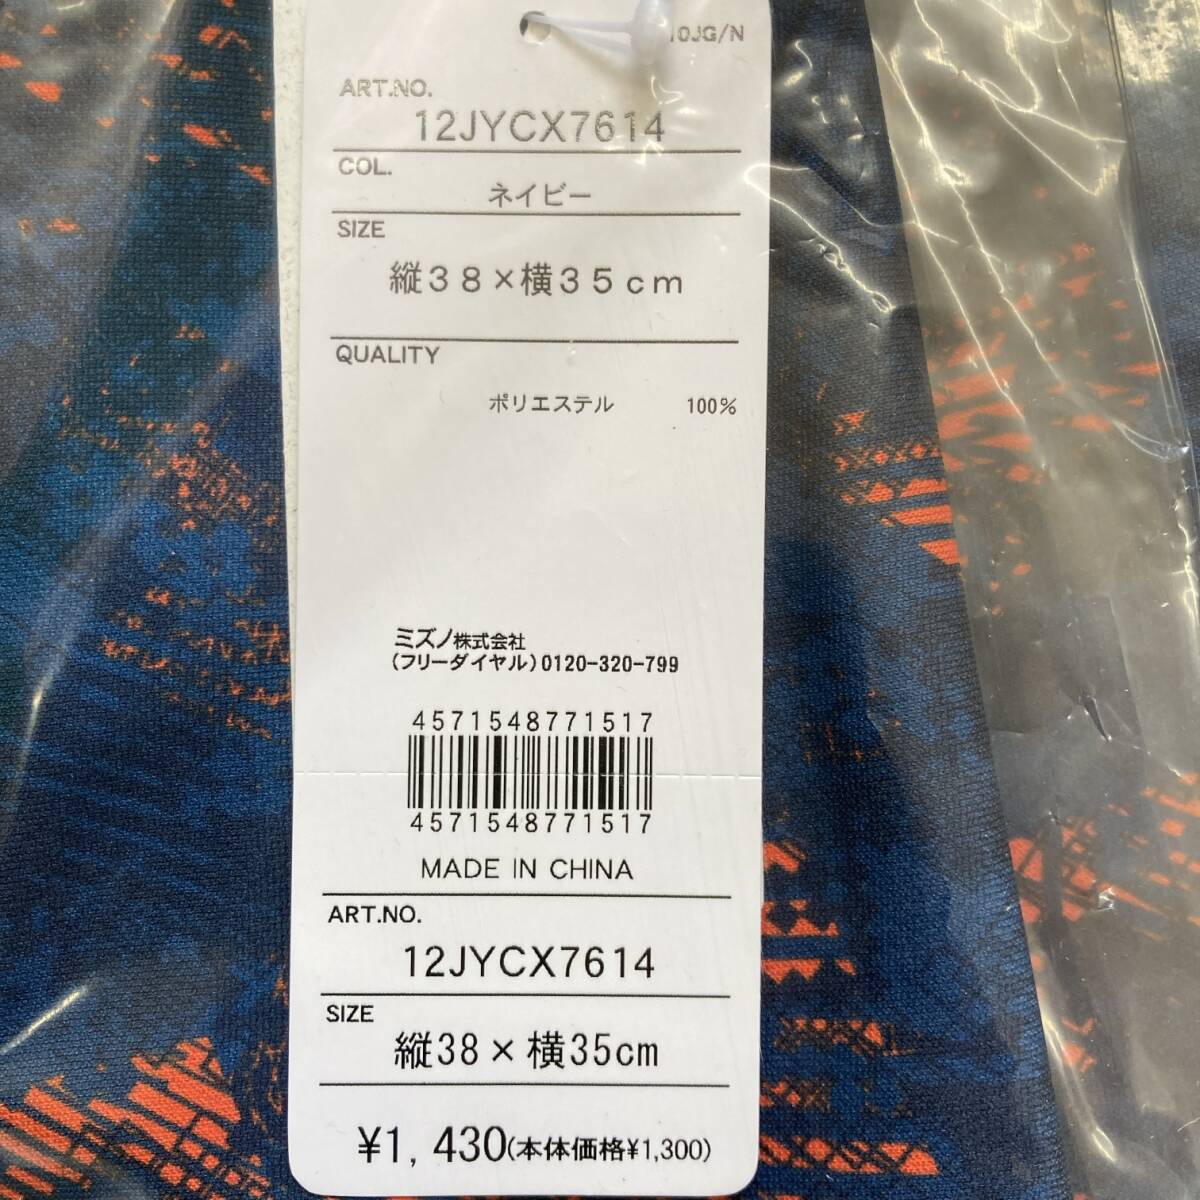 10JG/N
ART.NO.
12JYCX7614
COL.
ネイビー
SIZE
縦38×横35cm
QUALITY
ポリエステル 100%
ミズノ株式会社
(フリーダイヤル)0120-320-799
4571548771517
4571548771517
MADE IN CHINA
ART.NO.
12JYCX7614
SIZE
縦38×横35cm
¥1,430(本体価格¥1,300)